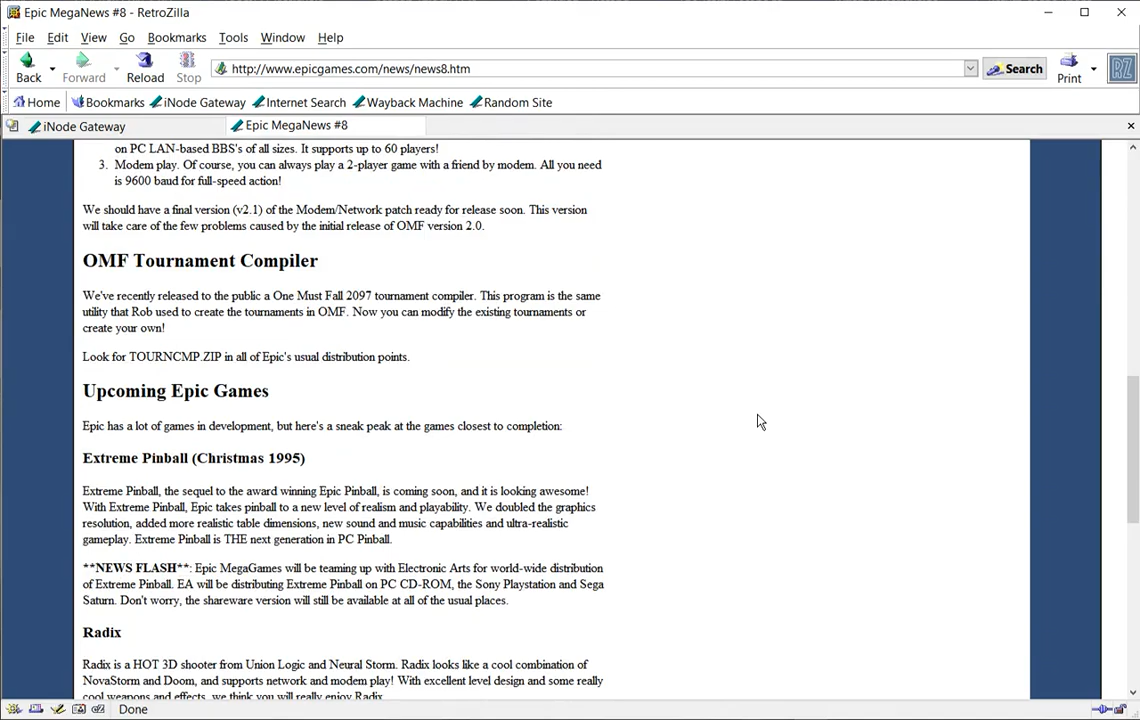 Epic MegaNews #8 - RetroZilla
File Edit View Go Bookmarks Tools Window Help
Back Forward Reload Stop http://www.epicgames.com/news/news8.htm Search Print RZ
Home Bookmarks iNode Gateway Internet Search Wayback Machine Random Site
iNode Gateway Epic MegaNews #8
on PC LAN-based BBS's of all sizes. It supports up to 60 players!
3. Modem play. Of course, you can always play a 2-player game with a friend by modem. All you need
is 9600 baud for full-speed action!
We should have a final version (v2.1) of the Modem/Network patch ready for release soon. This version
will take care of the few problems caused by the initial release of OMF version 2.0.
OMF Tournament Compiler
We've recently released to the public a One Must Fall 2097 tournament compiler. This program is the same
utility that Rob used to create the tournaments in OMF. Now you can modify the existing tournaments or
create your own!
Look for TOURNCMP.ZIP in all of Epic's usual distribution points.
Upcoming Epic Games
Epic has a lot of games in development, but here's a sneak peak at the games closest to completion:
Extreme Pinball (Christmas 1995)
Extreme Pinball, the sequel to the award winning Epic Pinball, is coming soon, and it is looking awesome!
With Extreme Pinball, Epic takes pinball to a new level of realism and playability. We doubled the graphics
resolution, added more realistic table dimensions, new sound and music capabilities and ultra-realistic
gameplay. Extreme Pinball is THE next generation in PC Pinball.
**NEWS FLASH**: Epic MegaGames will be teaming up with Electronic Arts for world-wide distribution
of Extreme Pinball. EA will be distributing Extreme Pinball on PC CD-ROM, the Sony Playstation and Sega
Saturn. Don't worry, the shareware version will still be available at all of the usual places.
Radix
Radix is a HOT 3D shooter from Union Logic and Neural Storm. Radix looks like a cool combination of
NovaStorm and Doom, and supports network and modem play! With excellent level design and some really
cool weapons and effects, we think you will really enjoy Radix.
Done